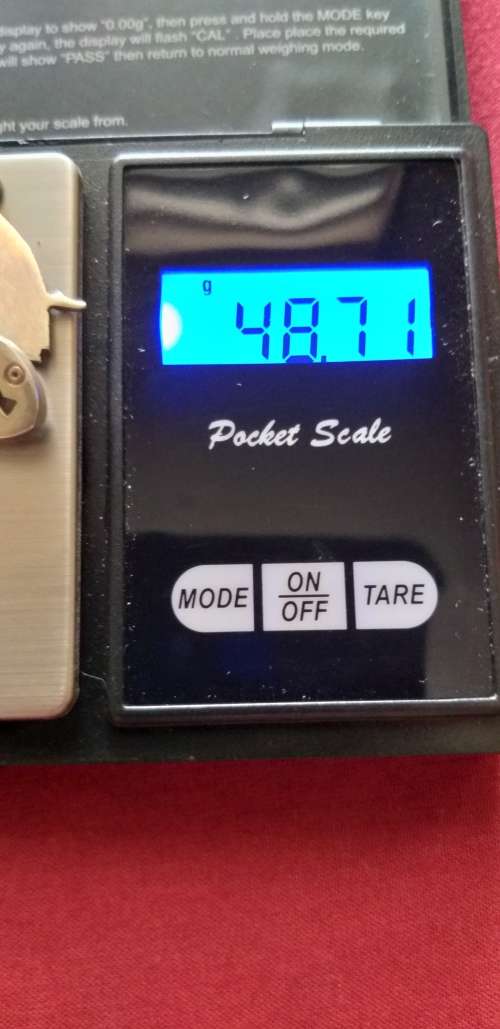 display to show "0.00g", then press and hold the MODE key
again, the display will flash "CAL" . Place place the required
will show "PASS" then return to normal weighing mode.
your scale from.
g
48.71
Pocket Scale
MODE
ON
OFF
TARE